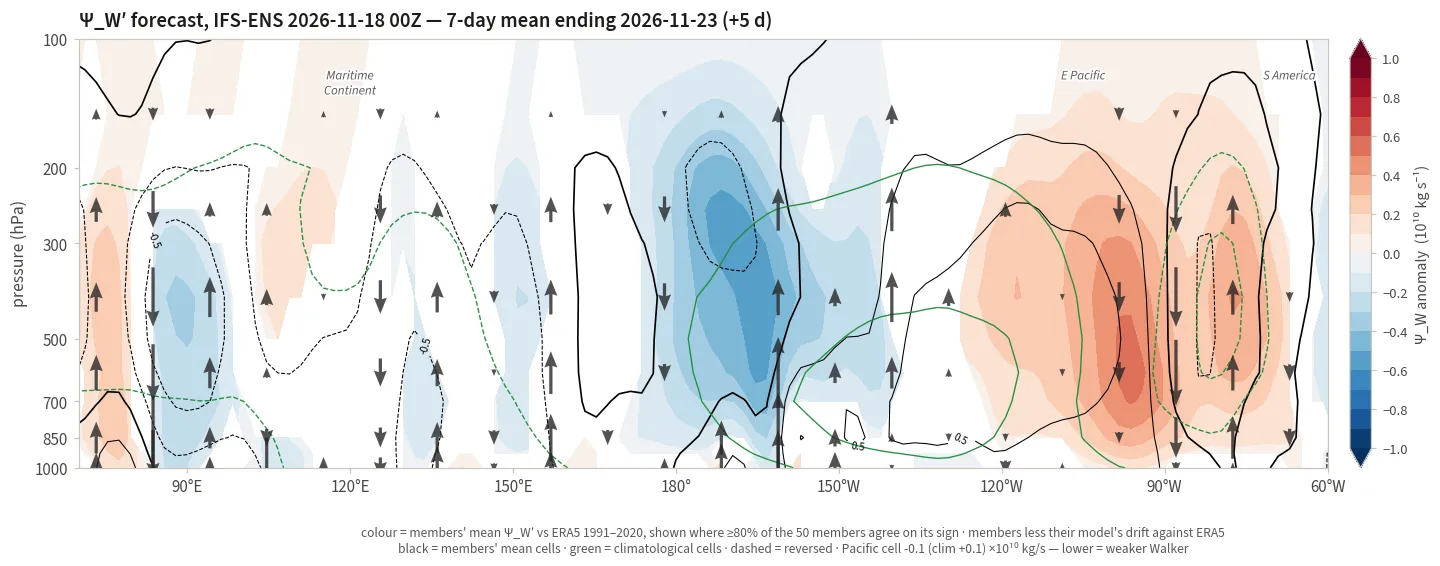 Ψ_W′ forecast, IFS-ENS 2026-11-18 00Z — 7-day mean ending 2026-11-23 (+5 d)
100
200
300
400
500
700
850
1000
pressure (hPa)
Maritime
Continent
E Pacific
S America
-0.5
-0.5
0.5
0.5
90°E
120°E
150°E
180°
150°W
120°W
90°W
60°W
1.0
0.8
0.6
0.4
0.2
0.0
−0.2
−0.4
−0.6
−0.8
−1.0
Ψ_W anomaly (10¹⁰ kg s⁻¹)
colour = members' mean Ψ_W′ vs ERA5 1991–2020, shown where ≥80% of the 50 members agree on its sign · members less their model's drift against ERA5
black = members' mean cells · green = climatological cells · dashed = reversed · Pacific cell -0.1 (clim +0.1) ×10¹⁰ kg/s — lower = weaker Walker